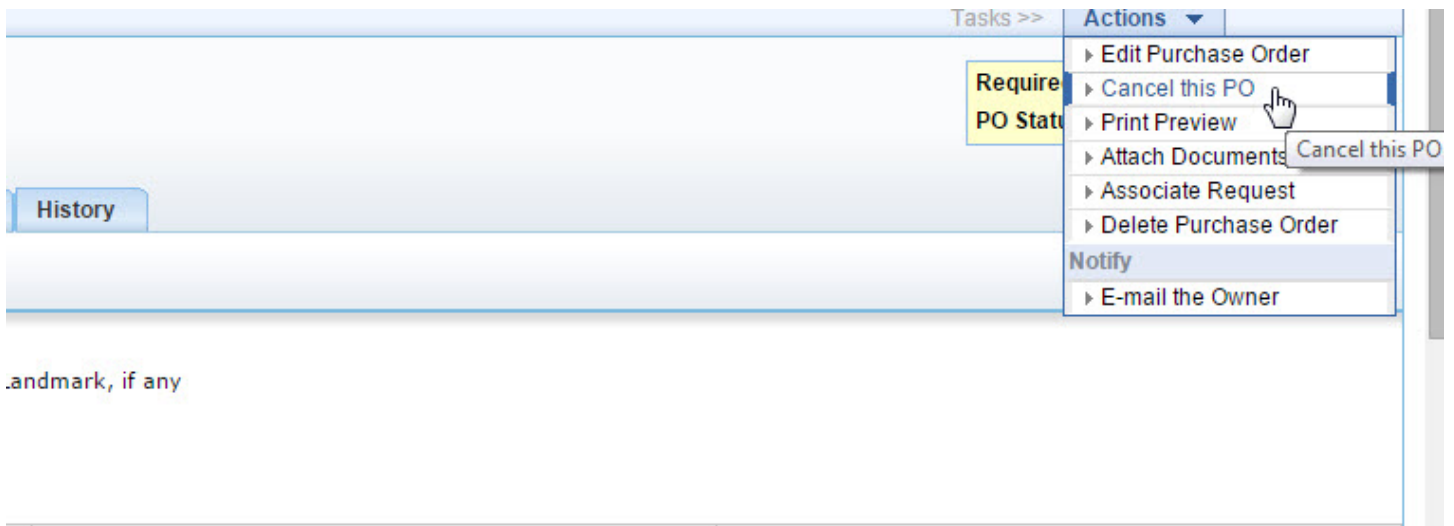 Tasks >> Actions
Edit Purchase Order
Require
Cancel this PO
PO Stat
Print Preview
Cancel this PO
Attach Documents
Associate Request
History
Delete Purchase Order
Notify
E-mail the Owner
andmark, if any